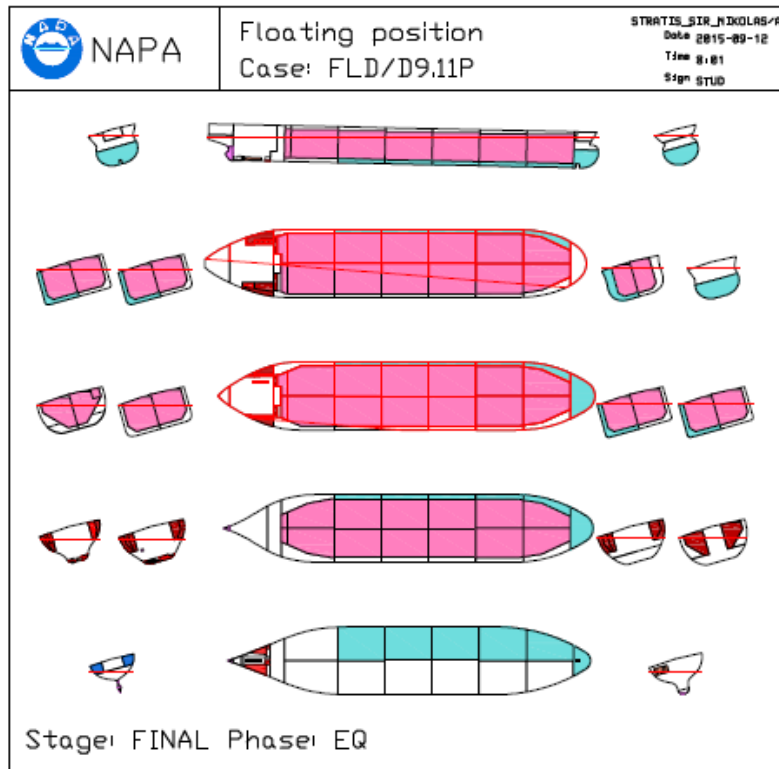 NAPA
NAPA
Floating position
Case: FLD/D9.11P
STRATIS_SIR_NIKOLAS/A
Date 2015-09-12
Time 8:01
Sign STUD
Stage: FINAL Phase: EQ